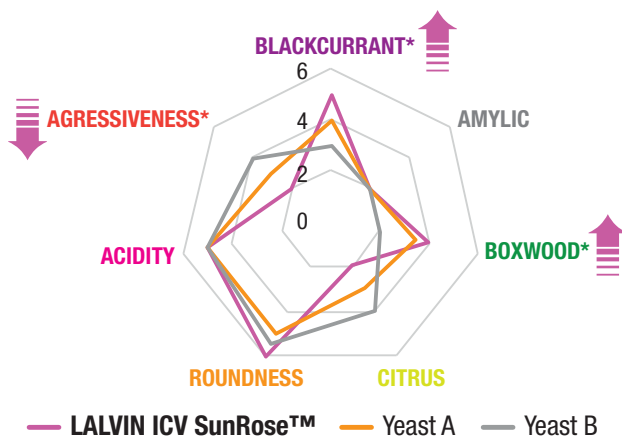 BLACKCURRANT*
6
AGRESSIVENESS*
AMYLIC
4
2
0
ACIDITY
BOXWOOD*
ROUNDNESS
CITRUS
LALVIN ICV SunRose™ Yeast A Yeast B